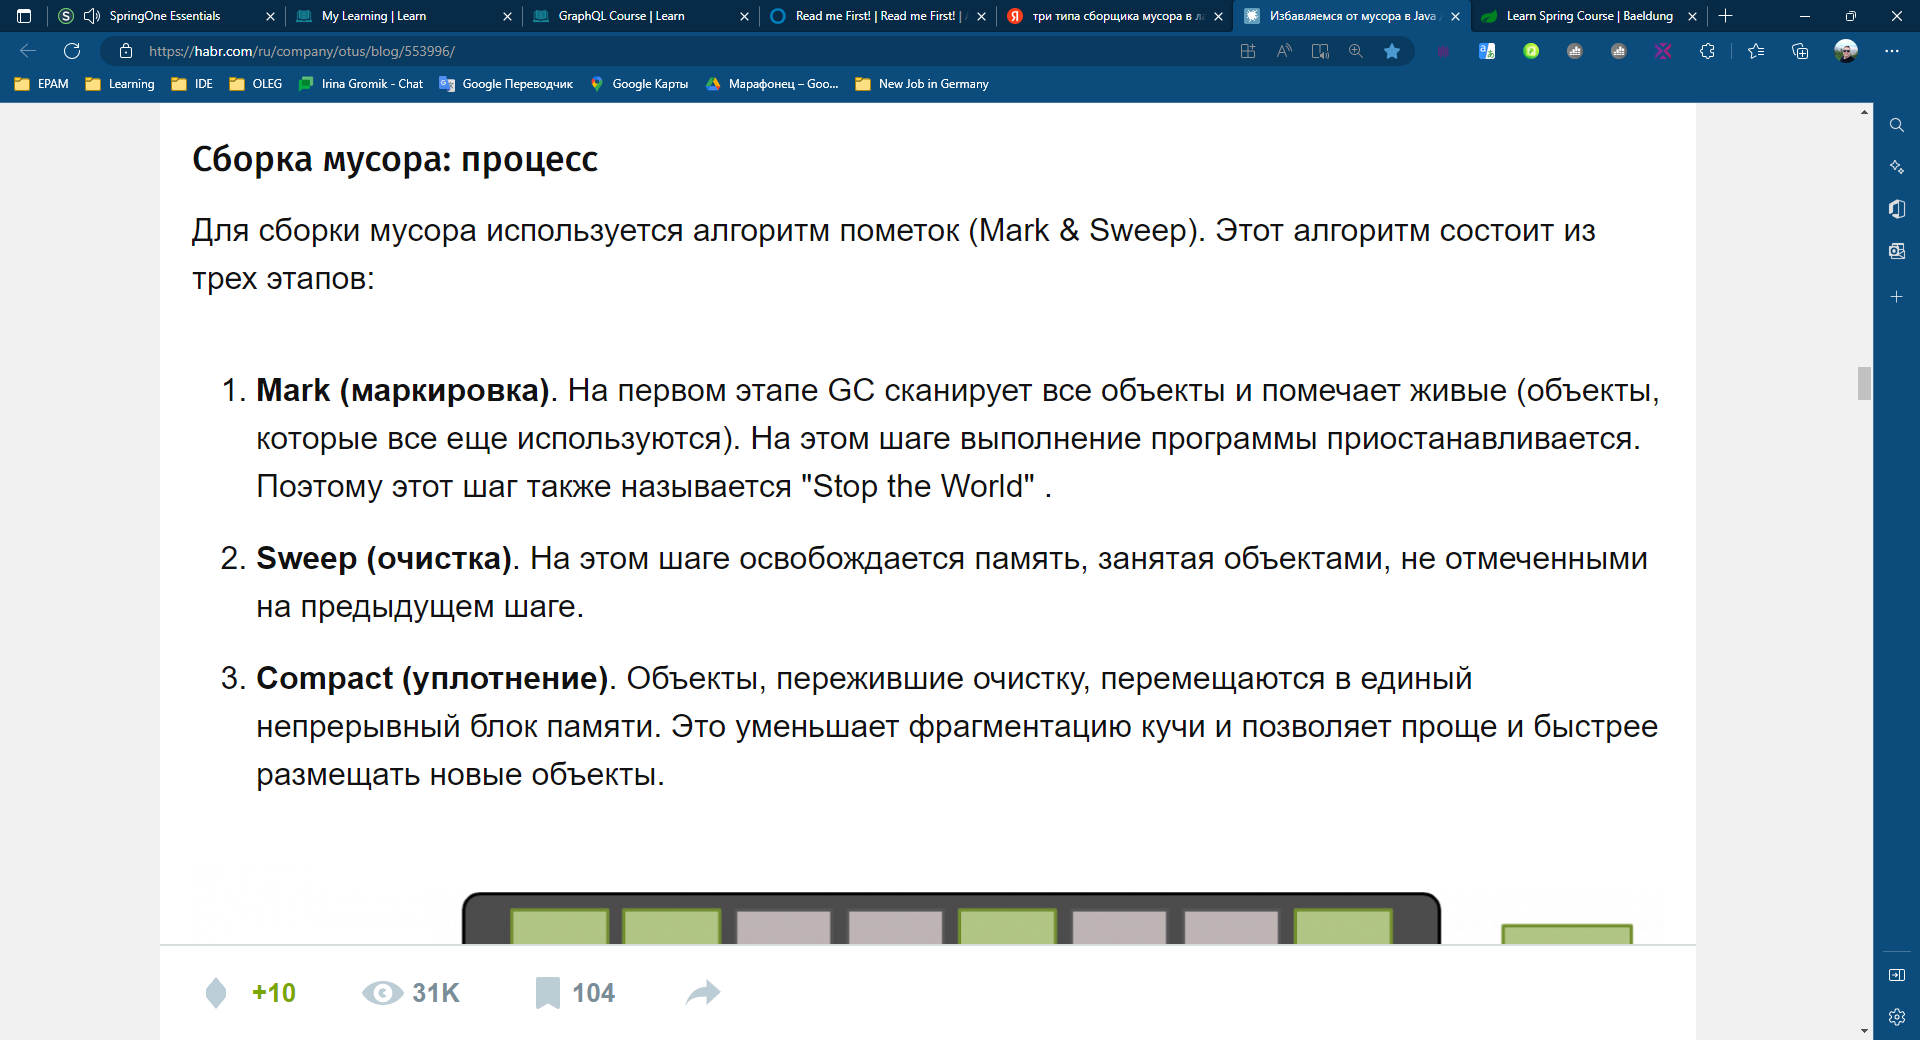 SpringOne Essentials
My Learning | Learn
GraphQL Course | Learn
Read me First! | Read me First! |
три типа сборщика мусора в
Избавляемся от мусора в Java
Learn Spring Course | Baeldung
https://habr.com/ru/company/otus/blog/553996/
EPAM
Learning
IDE
OLEG
Irina Gromik - Chat
Google Переводчик
Google Карты
Марафонец – Goo...
New Job in Germany
Сборка мусора: процесс
Для сборки мусора используется алгоритм пометок (Mark & Sweep). Этот алгоритм состоит из
трех этапов:
1. Mark (маркировка). На первом этапе GC сканирует все объекты и помечает живые (объекты,
которые все еще используются). На этом шаге выполнение программы приостанавливается.
Поэтому этот шаг также называется "Stop the World" .
2. Sweep (очистка). На этом шаге освобождается память, занятая объектами, не отмеченными
на предыдущем шаге.
3. Compact (уплотнение). Объекты, пережившие очистку, перемещаются в единый
непрерывный блок памяти. Это уменьшает фрагментацию кучи и позволяет проще и быстрее
размещать новые объекты.
+10
31K
104